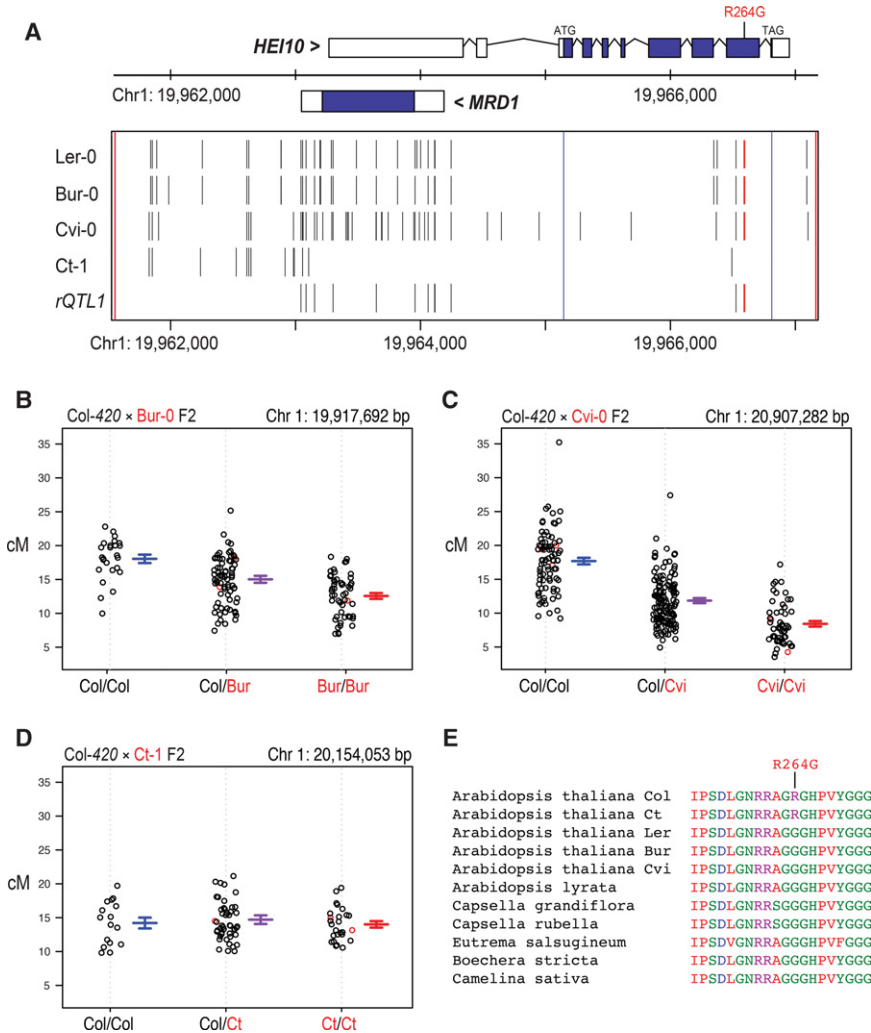 A
R264G
HEI10 >
ATG
TAG
Chr1: 19,962,000
19,966,000
< MRD1
Ler-0
Bur-0
Cvi-0
Ct-1
rQTL1
Chr1: 19,962,000
19,964,000
19,966,000
B
Col-420 × Bur-0 F2
Chr 1: 19,917,692 bp
35
30
25
cM
20
15
10
5
Col/Col
Col/Bur
Bur/Bur
C
Col-420 × Cvi-0 F2
Chr 1: 20,907,282 bp
35
30
25
cM
20
15
10
5
Col/Col
Col/Cvi
Cvi/Cvi
D
Col-420 × Ct-1 F2
Chr 1: 20,154,053 bp
35
30
25
cM
20
15
10
5
Col/Col
Col/Ct
Ct/Ct
E
R264G
Arabidopsis thaliana Col IPSDLGNRRAGRGHPVYGGG
Arabidopsis thaliana Ct IPSDLGNRRAGRGHPVYGGG
Arabidopsis thaliana Ler IPSDLGNRRAGGGHPVYGGG
Arabidopsis thaliana Bur IPSDLGNRRAGGGHPVYGGG
Arabidopsis thaliana Cvi IPSDLGNRRAGGGHPVYGGG
Arabidopsis lyrata IPSDLGNRRAGGGHPVYGGG
Capsella grandiflora IPSDLGNRRSGGGHPVYGGG
Capsella rubella IPSDLGNRRSGGGHPVYGGG
Eutrema salsugineum IPSDVGNRRAGGGHPVFGGG
Boechera stricta IPSDLGNRRAGGGHPVYGGG
Camelina sativa IPSDLGNRRAGGGHPVYGGG